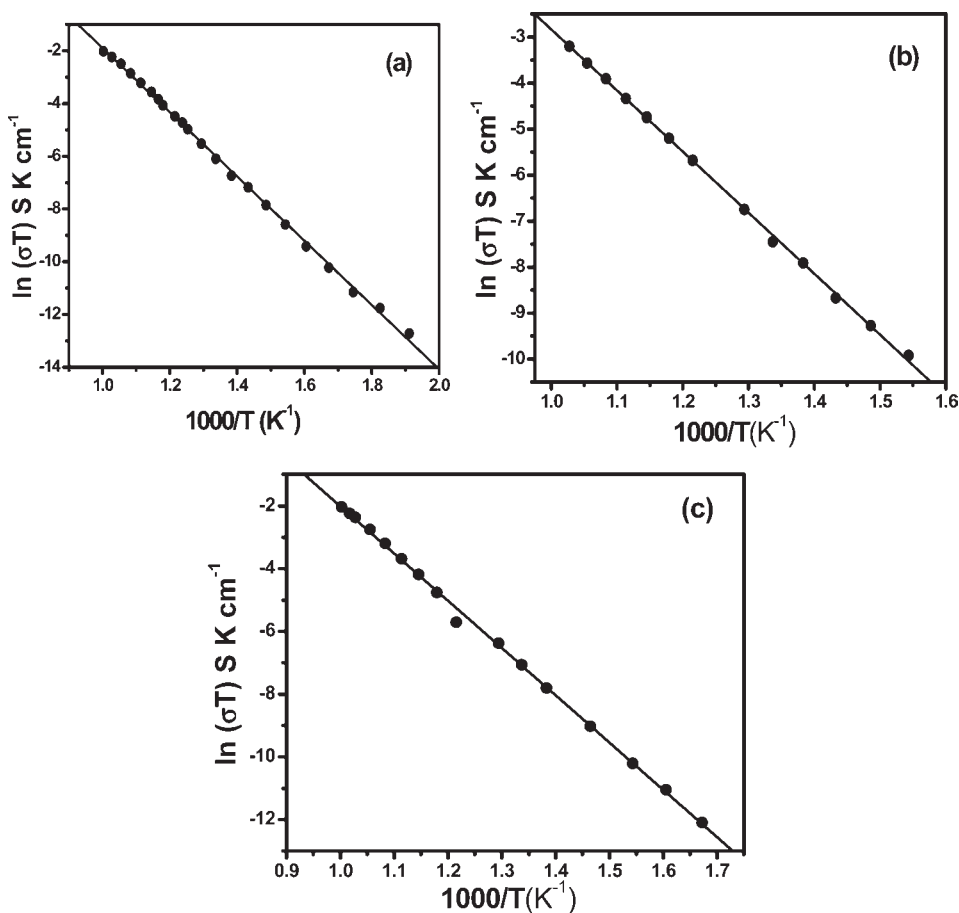 (a)
ln (σT) S K cm⁻¹
-2
-4
-6
-8
-10
-12
-14
1.0 1.2 1.4 1.6 1.8 2.0
1000/T (K⁻¹)
(b)
ln (σT) S K cm⁻¹
-3
-4
-5
-6
-7
-8
-9
-10
1.0 1.1 1.2 1.3 1.4 1.5 1.6
1000/T(K⁻¹)
(c)
ln (σT) S K cm⁻¹
-2
-4
-6
-8
-10
-12
0.9 1.0 1.1 1.2 1.3 1.4 1.5 1.6 1.7
1000/T(K⁻¹)